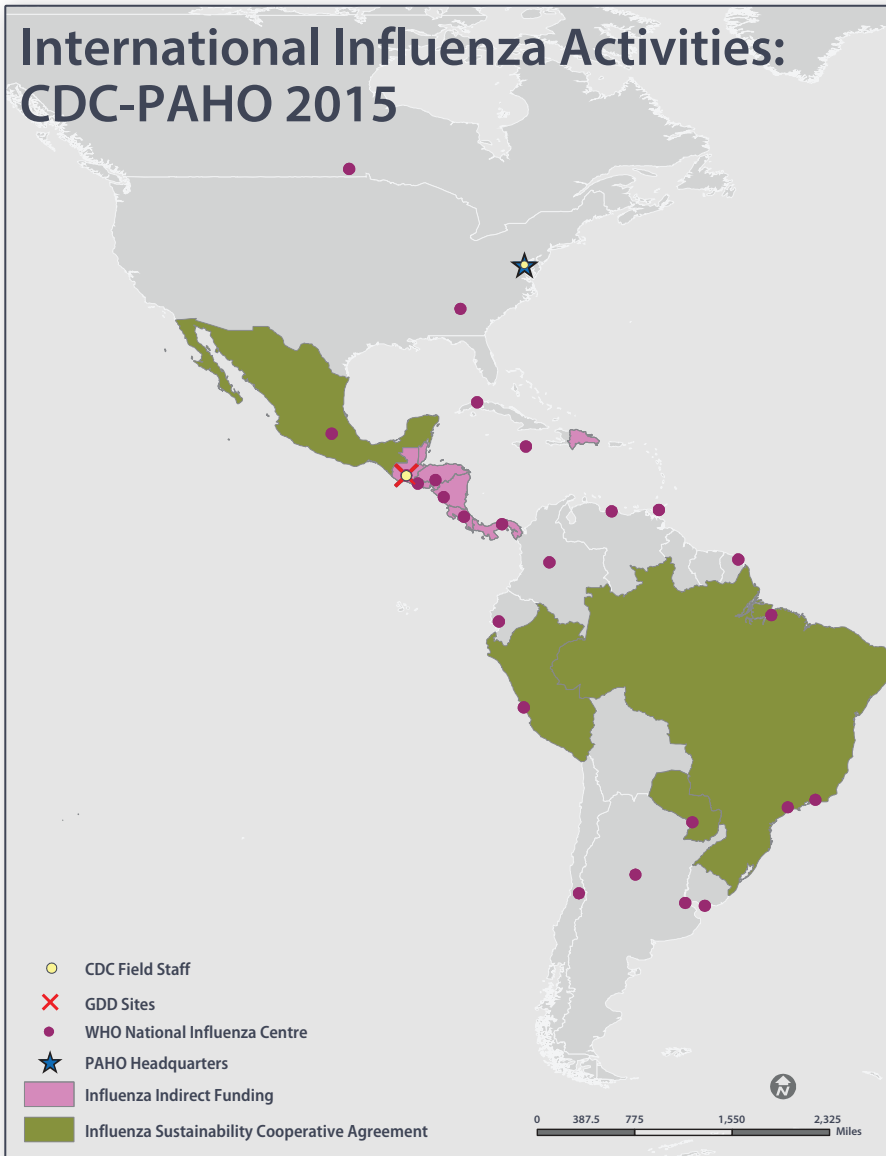 International Influenza Activities:
CDC-PAHO 2015
CDC Field Staff
GDD Sites
WHO National Influenza Centre
PAHO Headquarters
Influenza Indirect Funding
Influenza Sustainability Cooperative Agreement
N
0 387.5 775 1,550 2,325
Miles